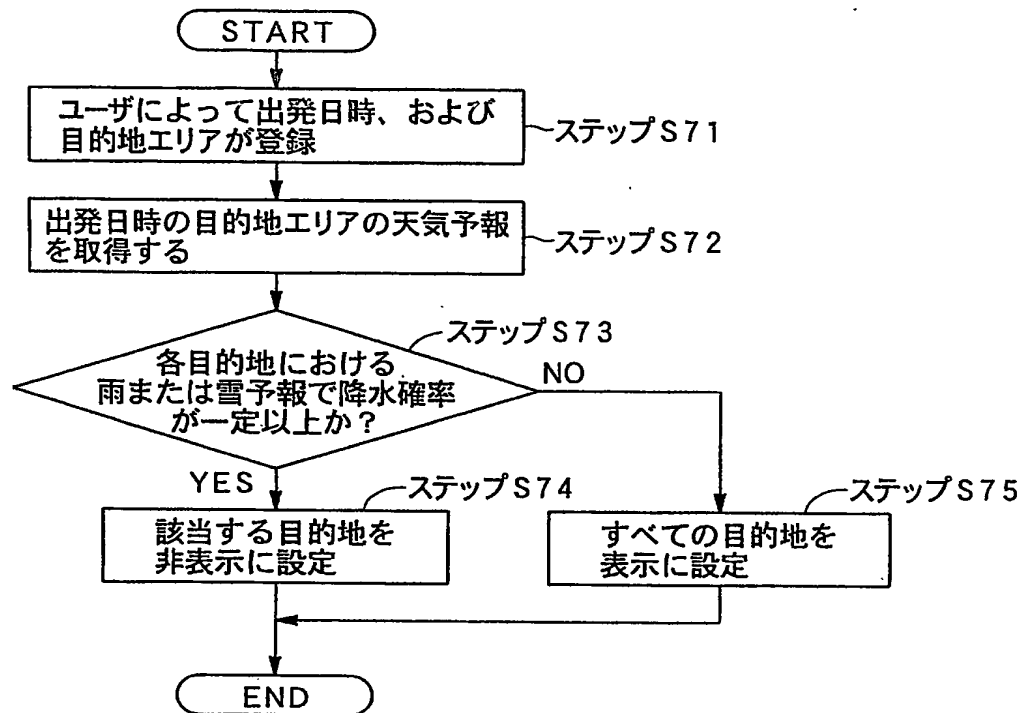 START
ユーザによって出発日時、および
目的地エリアが登録
ステップS71
出発日時の目的地エリアの天気予報
を取得する
ステップS72
ステップS73
各目的地における
雨または雪予報で降水確率
が一定以上か？
NO
YES
ステップS74
ステップS75
該当する目的地を
非表示に設定
すべての目的地を
表示に設定
END